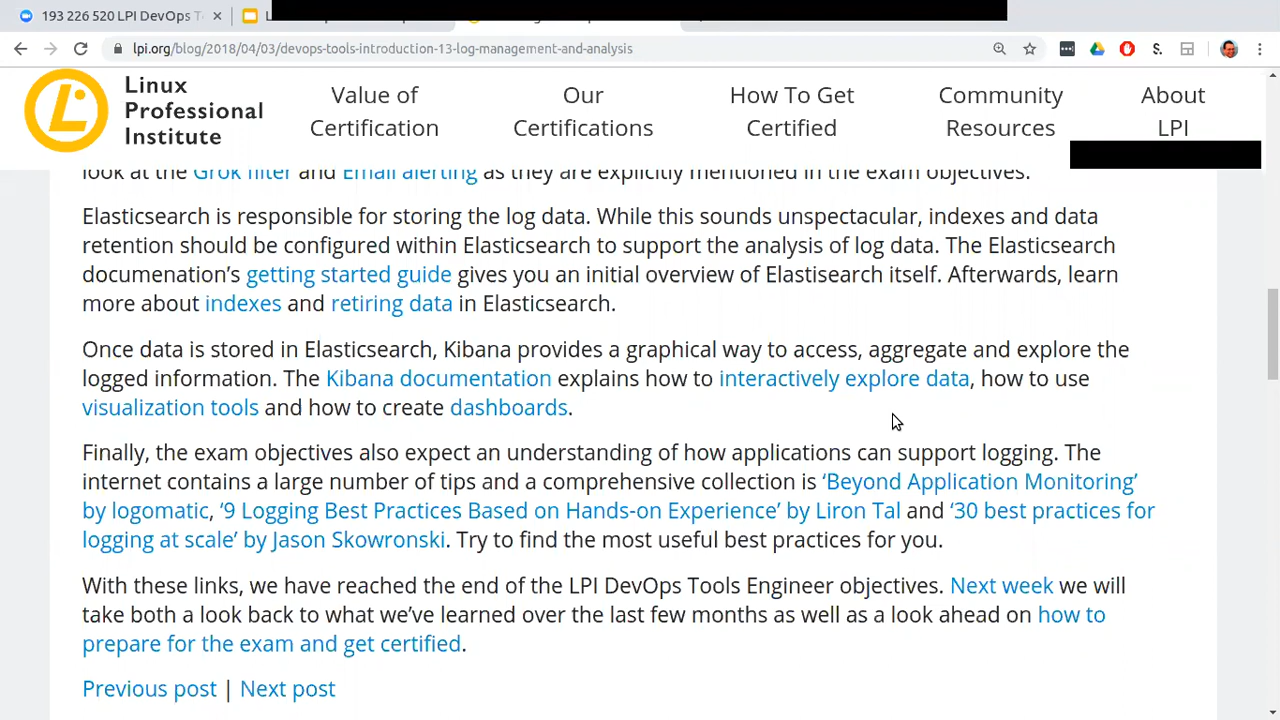 193 226 520 LPI DevOps T
lpi.org/blog/2018/04/03/devops-tools-introduction-13-log-management-and-analysis
Linux
Professional
Institute
Value of
Certification
Our
Certifications
How To Get
Certified
Community
Resources
About
LPI
look at the Grok filter and Email alerting as they are explicitly mentioned in the exam objectives.
Elasticsearch is responsible for storing the log data. While this sounds unspectacular, indexes and data
retention should be configured within Elasticsearch to support the analysis of log data. The Elasticsearch
documenation’s getting started guide gives you an initial overview of Elastisearch itself. Afterwards, learn
more about indexes and retiring data in Elasticsearch.
Once data is stored in Elasticsearch, Kibana provides a graphical way to access, aggregate and explore the
logged information. The Kibana documentation explains how to interactively explore data, how to use
visualization tools and how to create dashboards.
Finally, the exam objectives also expect an understanding of how applications can support logging. The
internet contains a large number of tips and a comprehensive collection is ‘Beyond Application Monitoring’
by logomatic, ‘9 Logging Best Practices Based on Hands-on Experience’ by Liron Tal and ‘30 best practices for
logging at scale’ by Jason Skowronski. Try to find the most useful best practices for you.
With these links, we have reached the end of the LPI DevOps Tools Engineer objectives. Next week we will
take both a look back to what we’ve learned over the last few months as well as a look ahead on how to
prepare for the exam and get certified.
Previous post | Next post